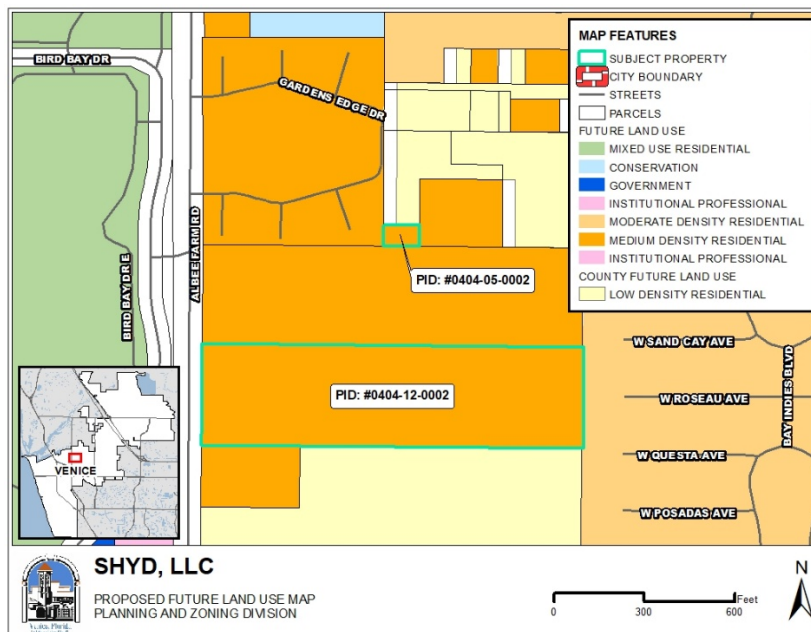 BIRD BAY DR
GARDENS EDGE DR
ALBEE FARM RD
BIRD BAY DR E
PID: #0404-05-0002
PID: #0404-12-0002
W SAND CAY AVE
W ROSEAU AVE
W QUESTA AVE
W POSADAS AVE
BAY INDIES BLVD
VENICE
MAP FEATURES
SUBJECT PROPERTY
CITY BOUNDARY
STREETS
PARCELS
FUTURE LAND USE
MIXED USE RESIDENTIAL
CONSERVATION
GOVERNMENT
INSTITUTIONAL PROFESSIONAL
MODERATE DENSITY RESIDENTIAL
MEDIUM DENSITY RESIDENTIAL
INSTITUTIONAL PROFESSIONAL
COUNTY FUTURE LAND USE
LOW DENSITY RESIDENTIAL
SHYD, LLC
PROPOSED FUTURE LAND USE MAP
PLANNING AND ZONING DIVISION
0 300 600 Feet
N